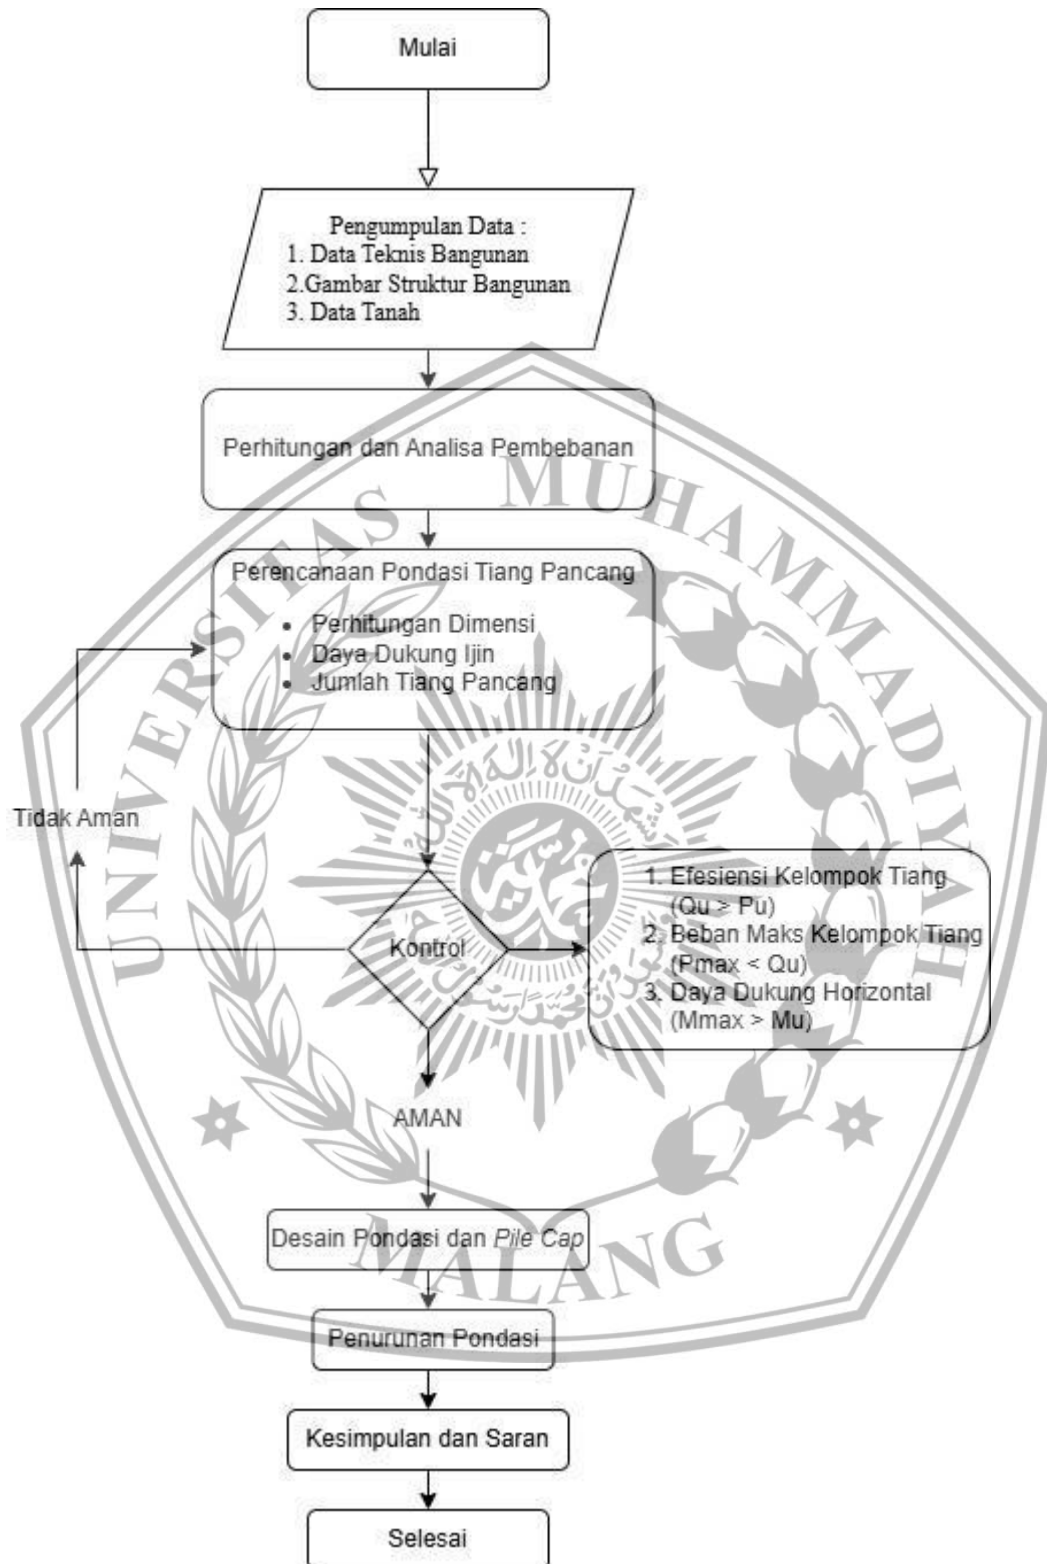 Mulai
Pengumpulan Data :
1. Data Teknis Bangunan
2.Gambar Struktur Bangunan
3. Data Tanah
Perhitungan dan Analisa Pembebanan
UNIVERSITAS MUHAMMADIYAH
Perencanaan Pondasi Tiang Pancang
• Perhitungan Dimensi
• Daya Dukung Ijin
• Jumlah Tiang Pancang
Tidak Aman
Kontrol
1. Efesiensi Kelompok Tiang
(Qu > Pu)
2. Beban Maks Kelompok Tiang
(Pmax < Qu)
3. Daya Dukung Horizontal
(Mmax > Mu)
AMAN
Desain Pondasi dan Pile Cap
MALANG
Penurunan Pondasi
Kesimpulan dan Saran
Selesai